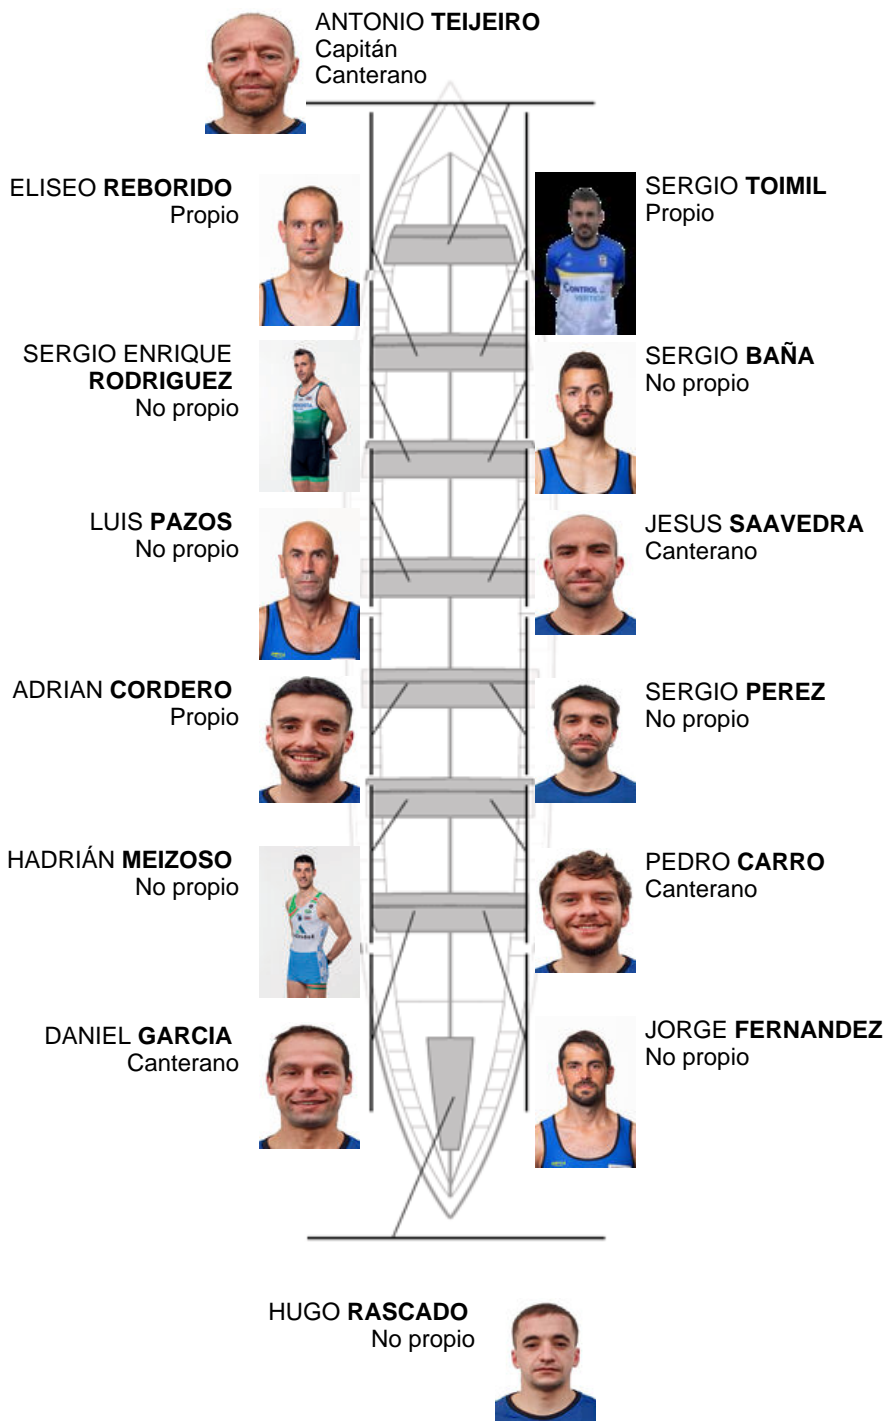 ANTONIO TEIJEIRO
Capitán
Canterano
ELISEO REBORIDO
Propio
SERGIO TOIMIL
Propio
CONTROL
VERTICAL
SERGIO ENRIQUE
RODRIGUEZ
No propio
SERGIO BAÑA
No propio
LUIS PAZOS
No propio
JESUS SAAVEDRA
Canterano
ADRIAN CORDERO
Propio
SERGIO PEREZ
No propio
HADRIÁN MEIZOSO
No propio
PEDRO CARRO
Canterano
DANIEL GARCIA
Canterano
JORGE FERNANDEZ
No propio
HUGO RASCADO
No propio